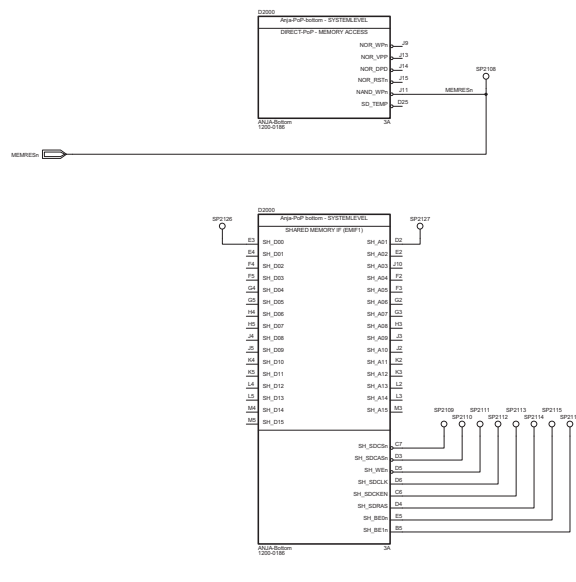 D2000
Anja-PoP-bottom - SYSTEMLEVEL
DIRECT-PoP - MEMORY ACCESS
NOR_WPn J9
NOR_VPP J13
NOR_DPD J14
NOR_RSTn J15
NAND_WPn J11 MEMRESn SP2108
SD_TEMP D25
ANJA-Bottom 3A
1200-0186
MEMRESn
D2000
Anja-PoP bottom - SYSTEMLEVEL
SP2126 SP2127
SHARED MEMORY IF (EMIF1)
E3 SH_D00 SH_A01 D2
E4 SH_D01 SH_A02 E2
F4 SH_D02 SH_A03 J10
F5 SH_D03 SH_A04 F2
G4 SH_D04 SH_A05 F3
G5 SH_D05 SH_A06 G2
H4 SH_D06 SH_A07 G3
H5 SH_D07 SH_A08 H3
J4 SH_D08 SH_A09 J3
J5 SH_D09 SH_A10 J2
K4 SH_D10 SH_A11 K2
K5 SH_D11 SH_A12 K3
L4 SH_D12 SH_A13 L2
L5 SH_D13 SH_A14 L3
M4 SH_D14 SH_A15 M3
M5 SH_D15
SP2109 SP2111 SP2113 SP2115
SP2110 SP2112 SP2114 SP211
SH_SDCSn C7
SH_SDCASn D3
SH_WEn D5
SH_SDCLK D6
SH_SDCKEN C6
SH_SDRAS D4
SH_BE0n E5
SH_BE1n B5
ANJA-Bottom 3A
1200-0186